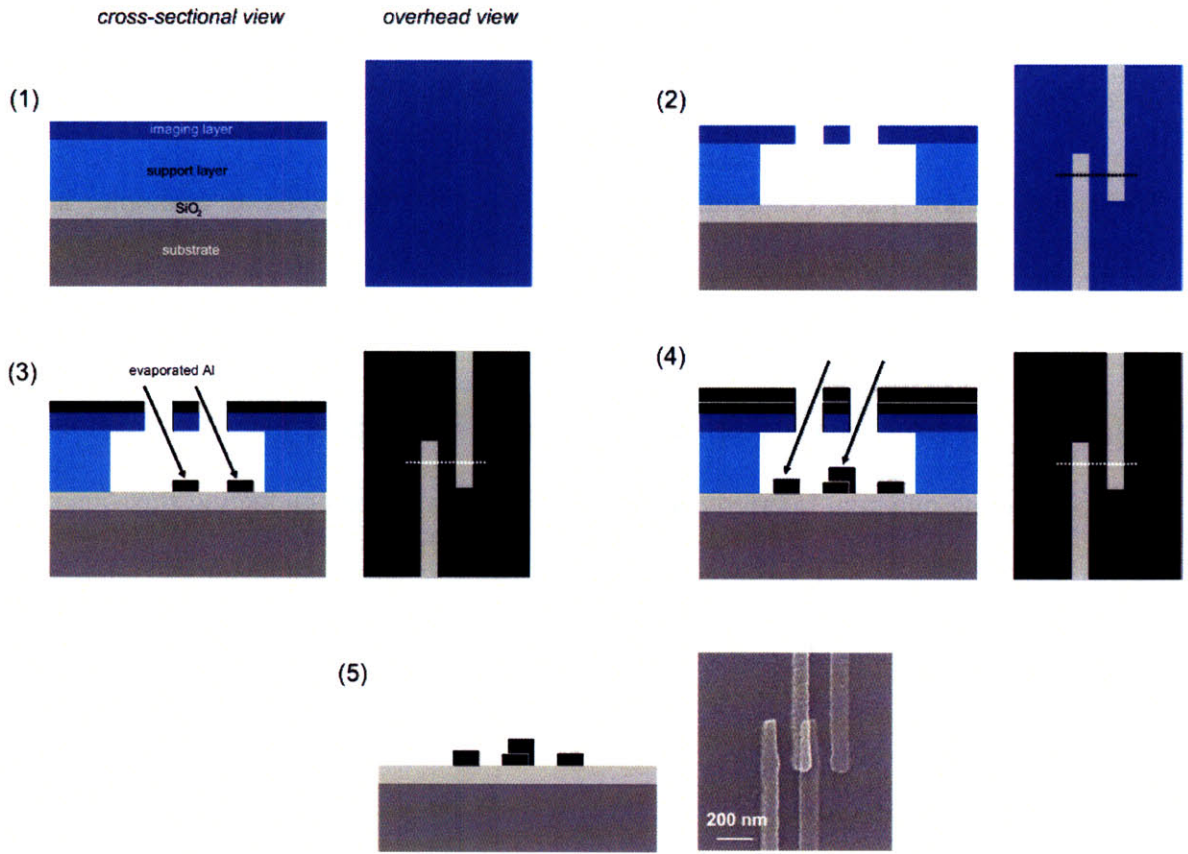 cross-sectional view
overhead view
(1)
imaging layer
support layer
SiO₂
substrate
(2)
(3)
evaporated Al
(4)
(5)
200 nm